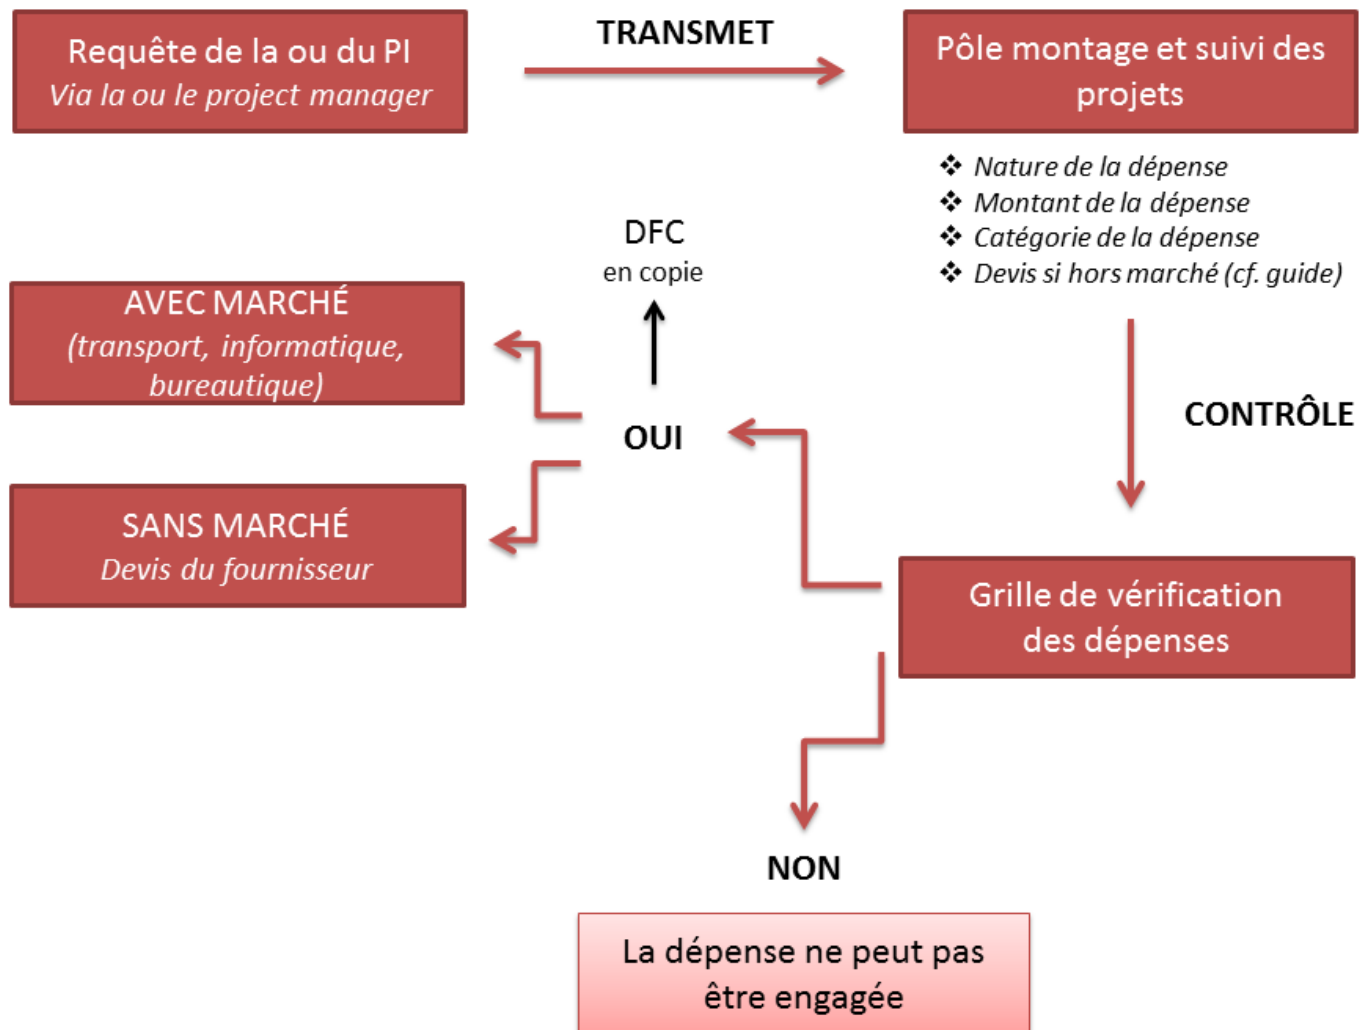 Requête de la ou du PI
Via la ou le project manager
TRANSMET
Pôle montage et suivi des
projets
❖ Nature de la dépense
❖ Montant de la dépense
❖ Catégorie de la dépense
❖ Devis si hors marché (cf. guide)
DFC
en copie
AVEC MARCHÉ
(transport, informatique,
bureautique)
CONTRÔLE
OUI
SANS MARCHÉ
Devis du fournisseur
Grille de vérification
des dépenses
NON
La dépense ne peut pas
être engagée